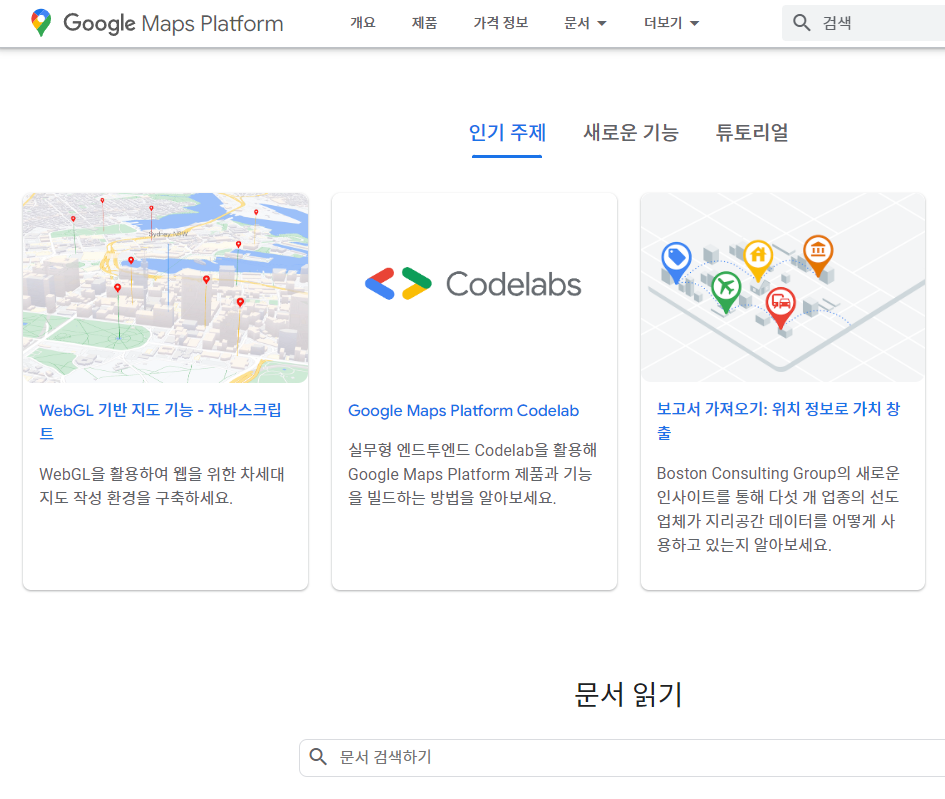 Google Maps Platform 개요 제품 가격 정보 문서 더보기 검색
인기 주제 새로운 기능 튜토리얼
Sydney NSW
Codelabs
WebGL 기반 지도 기능 - 자바스크립
트
WebGL을 활용하여 웹을 위한 차세대
지도 작성 환경을 구축하세요.
Google Maps Platform Codelab
실무형 엔드투엔드 Codelab을 활용해
Google Maps Platform 제품과 기능
을 빌드하는 방법을 알아보세요.
보고서 가져오기: 위치 정보로 가치 창
출
Boston Consulting Group의 새로운
인사이트를 통해 다섯 개 업종의 선도
업체가 지리공간 데이터를 어떻게 사
용하고 있는지 알아보세요.
문서 읽기
문서 검색하기